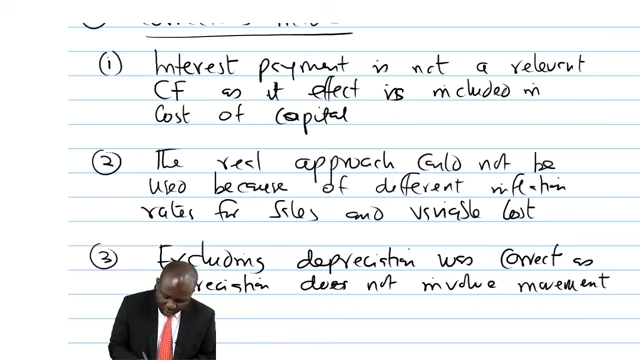 ① Interest payment is not a relevant
CF as it effect is included in
cost of capital
② The real approach could not be
used because of different inflation
rates for sales and variable cost
③ Excluding depreciation was correct as
does not involve movement